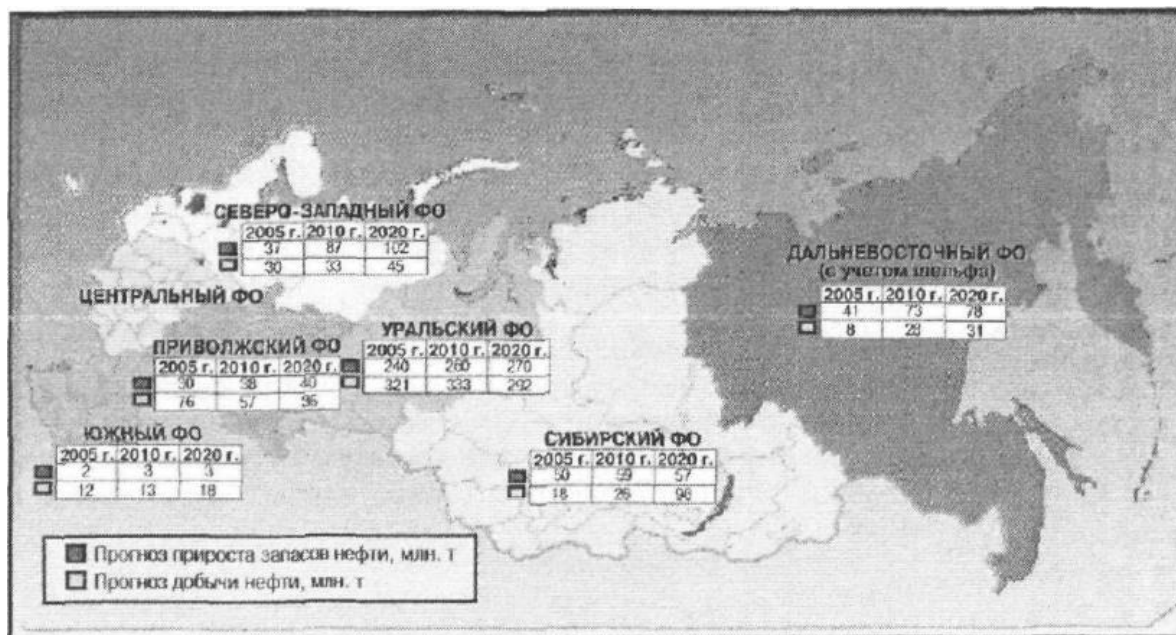 СЕВЕРО-ЗАПАДНЫЙ ФО
2005 г. 2010 г. 2020 г.
37 87 102
30 33 45
ДАЛЬНЕВОСТОЧНЫЙ ФО
(с учетом шельфа)
2005 г. 2010 г. 2020 г.
41 73 78
8 28 31
ЦЕНТРАЛЬНЫЙ ФО
УРАЛЬСКИЙ ФО
2005 г. 2010 г. 2020 г.
240 260 270
321 333 292
ПРИВОЛЖСКИЙ ФО
2005 г. 2010 г. 2020 г.
30 38 40
76 57 36
ЮЖНЫЙ ФО
2005 г. 2010 г. 2020 г.
2 3 3
12 13 18
СИБИРСКИЙ ФО
2005 г. 2010 г. 2020 г.
50 59 57
18 26
Прогноз прироста запасов нефти, млн. т
Прогноз добычи нефти, млн. т